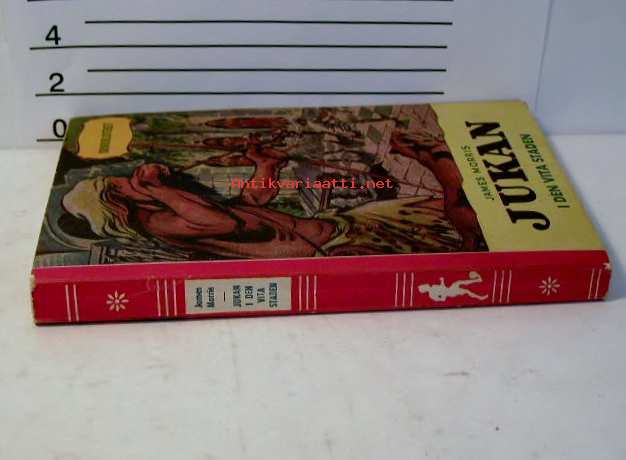 4
2
0
JAMES MORRIS
JUKAN
I DEN VITA STADEN
Antikvariaatti.net
James
Morris
JUKAN
I DEN
VITA
STADEN